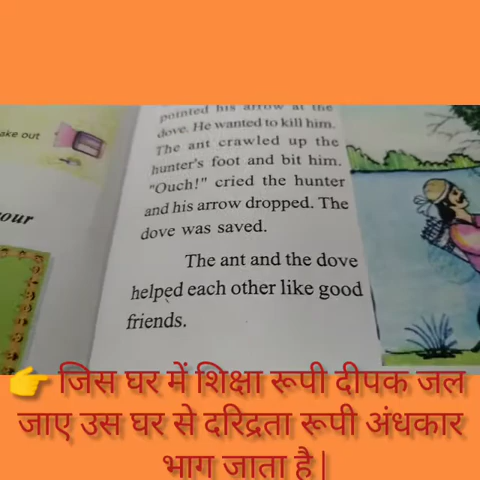 pointed his arrow at the
dove. He wanted to kill him.
The ant crawled up the
hunter's foot and bit him.
"Ouch!" cried the hunter
and his arrow dropped. The
dove was saved.
The ant and the dove
helped each other like good
friends.
ake out
our
👉 जिस घर में शिक्षा रूपी दीपक जल
जाए उस घर से दरिद्रता रूपी अंधकार
भाग जाता है |